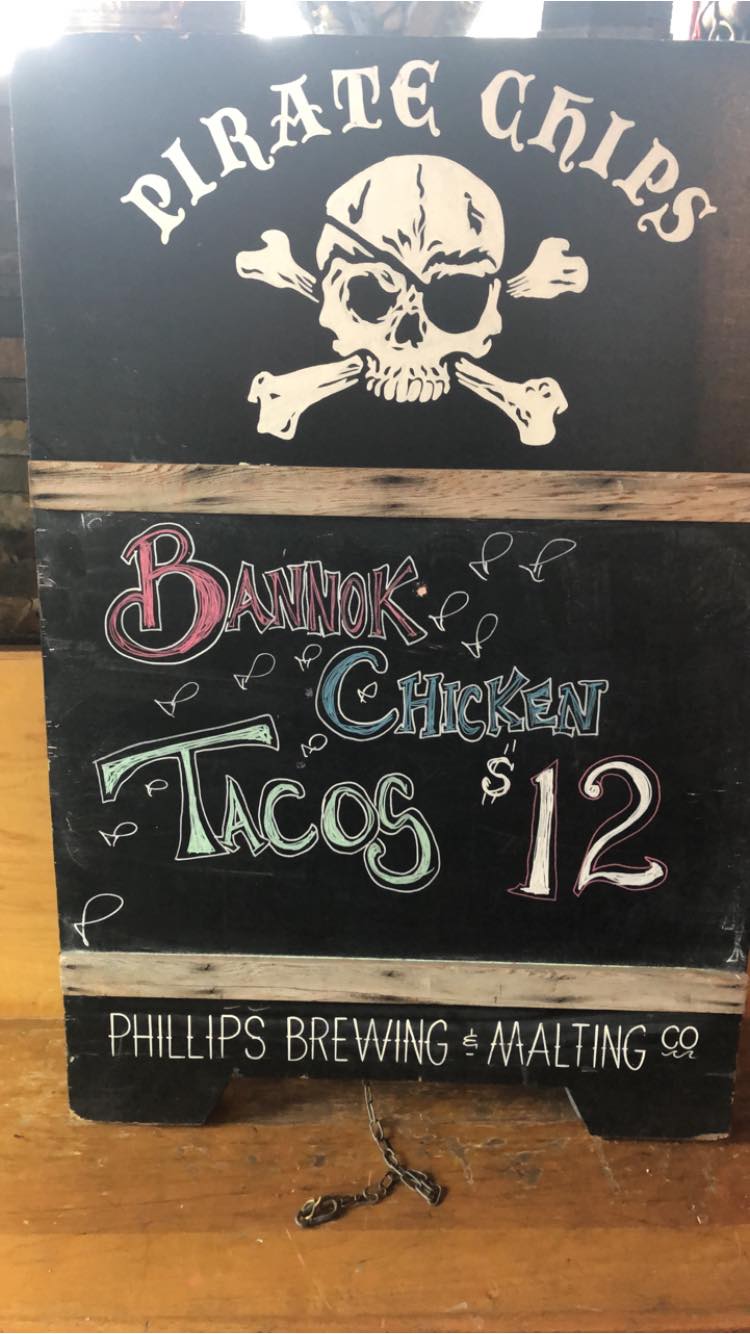 PIRATE CHIPS
BANNOK
CHICKEN
TACOS $12
PHILLIPS BREWING & MALTING CO